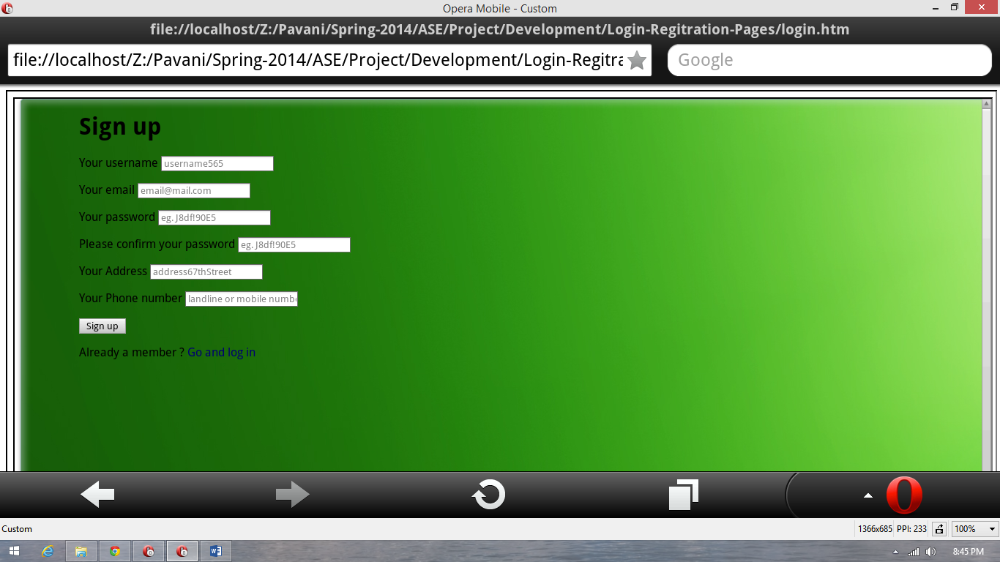 Opera Mobile - Custom
file://localhost/Z:/Pavani/Spring-2014/ASE/Project/Development/Login-Regitration-Pages/login.htm
file://localhost/Z:/Pavani/Spring-2014/ASE/Project/Development/Login-Regitra
Google
Sign up
Your username username565
Your email email@mail.com
Your password eg. J8df!90E5
Please confirm your password eg. J8df!90E5
Your Address address67thStreet
Your Phone number landline or mobile numbe
Sign up
Already a member ? Go and log in
Custom
1366x685 PPI: 233 100%
8:45 PM